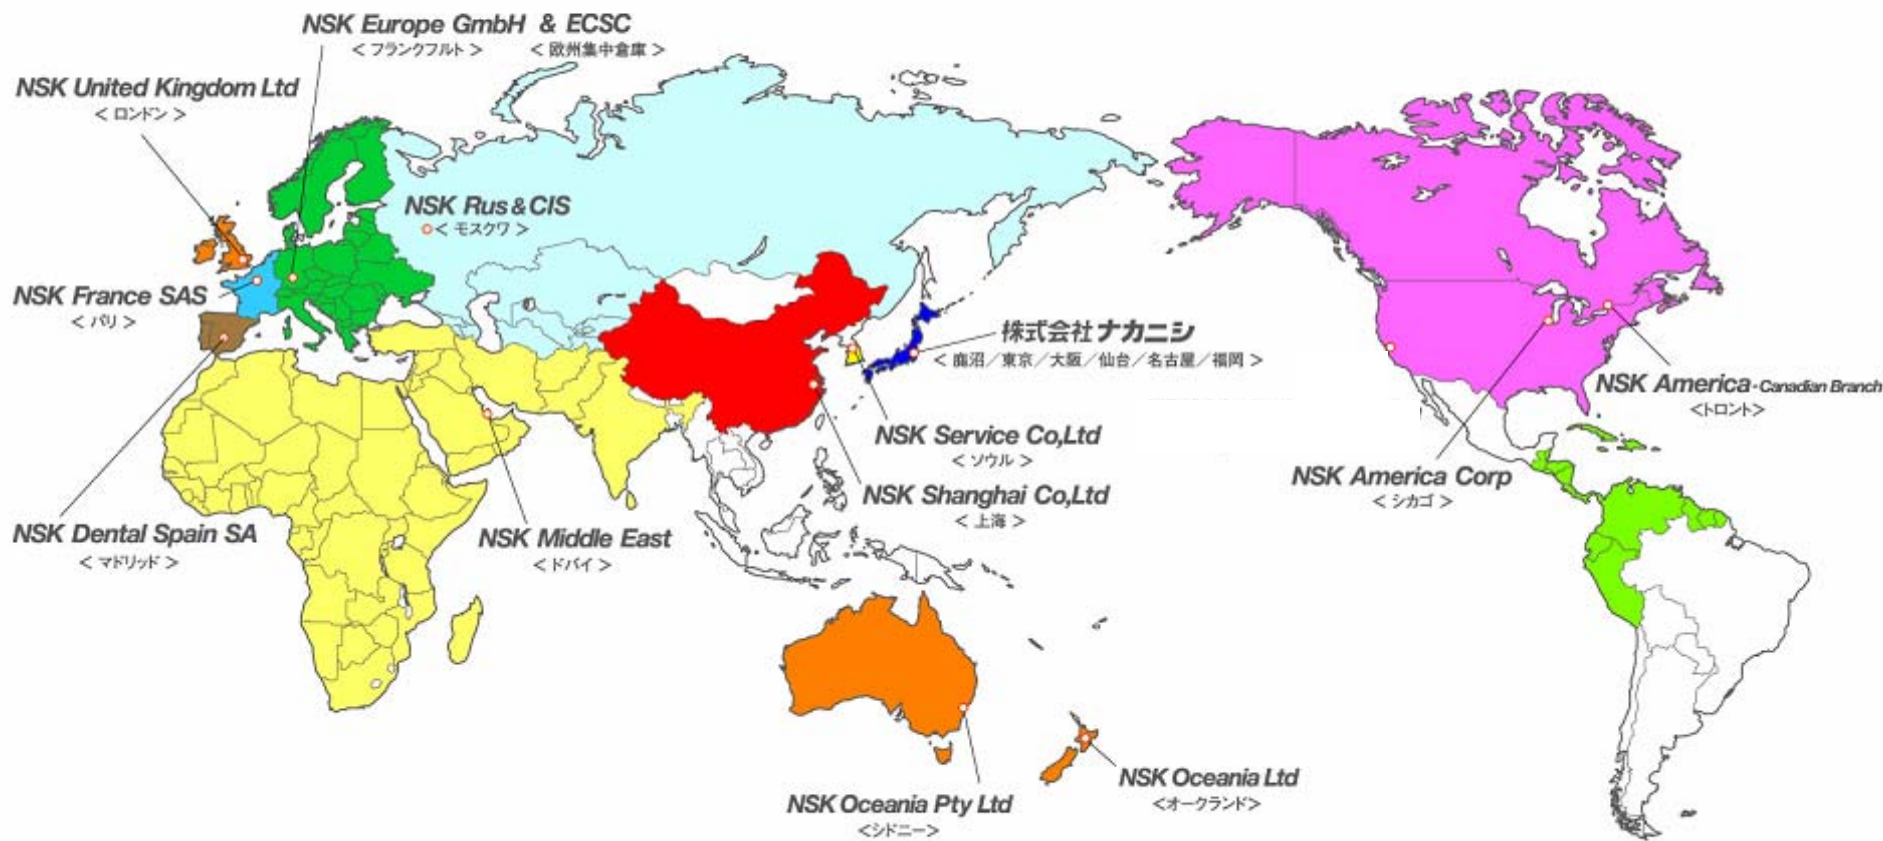 NSK Europe GmbH & ECSC
< フランクフルト > < 欧州集中倉庫 >
NSK United Kingdom Ltd
< ロンドン >
NSK Rus & CIS
< モスクワ >
NSK France SAS
< パリ >
株式会社ナカニシ
< 鹿沼／東京／大阪／仙台／名古屋／福岡 >
NSK America - Canadian Branch
<トロント>
NSK Service Co,Ltd
< ソウル >
NSK America Corp
< シカゴ >
NSK Shanghai Co,Ltd
< 上海 >
NSK Dental Spain SA
< マドリッド >
NSK Middle East
< ドバイ >
NSK Oceania Ltd
<オークランド>
NSK Oceania Pty Ltd
<シドニー>